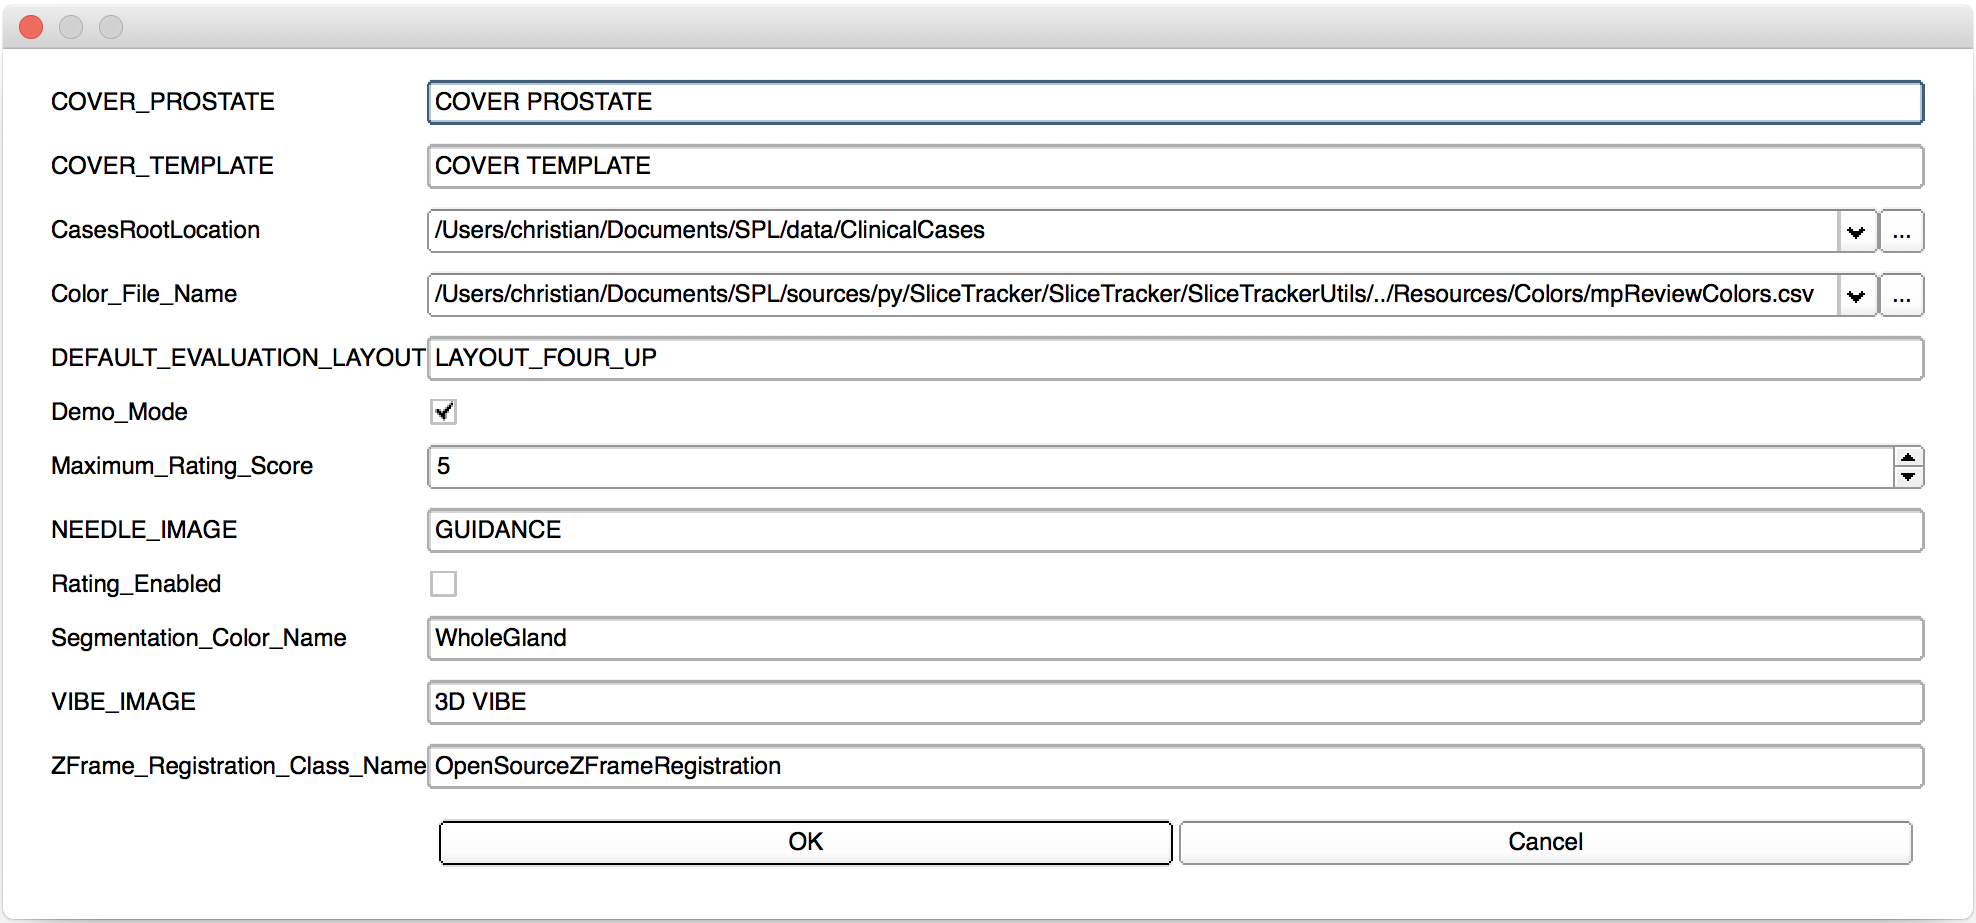 COVER_PROSTATE COVER PROSTATE
COVER_TEMPLATE COVER TEMPLATE
CasesRootLocation /Users/christian/Documents/SPL/data/ClinicalCases ...
Color_File_Name /Users/christian/Documents/SPL/sources/py/SliceTracker/SliceTracker/SliceTrackerUtils/../Resources/Colors/mpReviewColors.csv ...
DEFAULT_EVALUATION_LAYOUT LAYOUT_FOUR_UP
Demo_Mode
Maximum_Rating_Score 5
NEEDLE_IMAGE GUIDANCE
Rating_Enabled
Segmentation_Color_Name WholeGland
VIBE_IMAGE 3D VIBE
ZFrame_Registration_Class_Name OpenSourceZFrameRegistration
OK Cancel